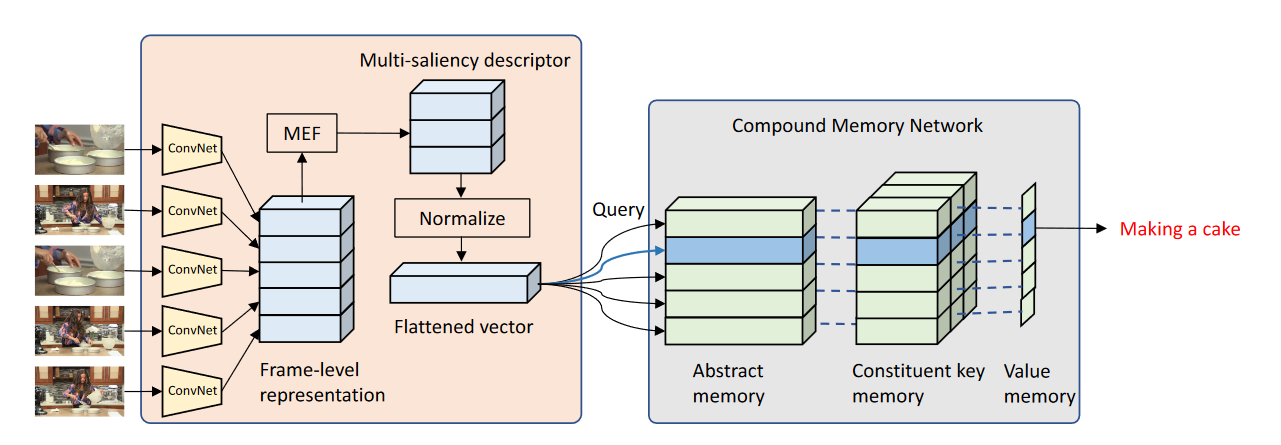 Multi-saliency descriptor
MEF
ConvNet
ConvNet
ConvNet
ConvNet
ConvNet
Normalize
Flattened vector
Frame-level
representation
Query
Compound Memory Network
Abstract
memory
Constituent key
memory
Value
memory
Making a cake